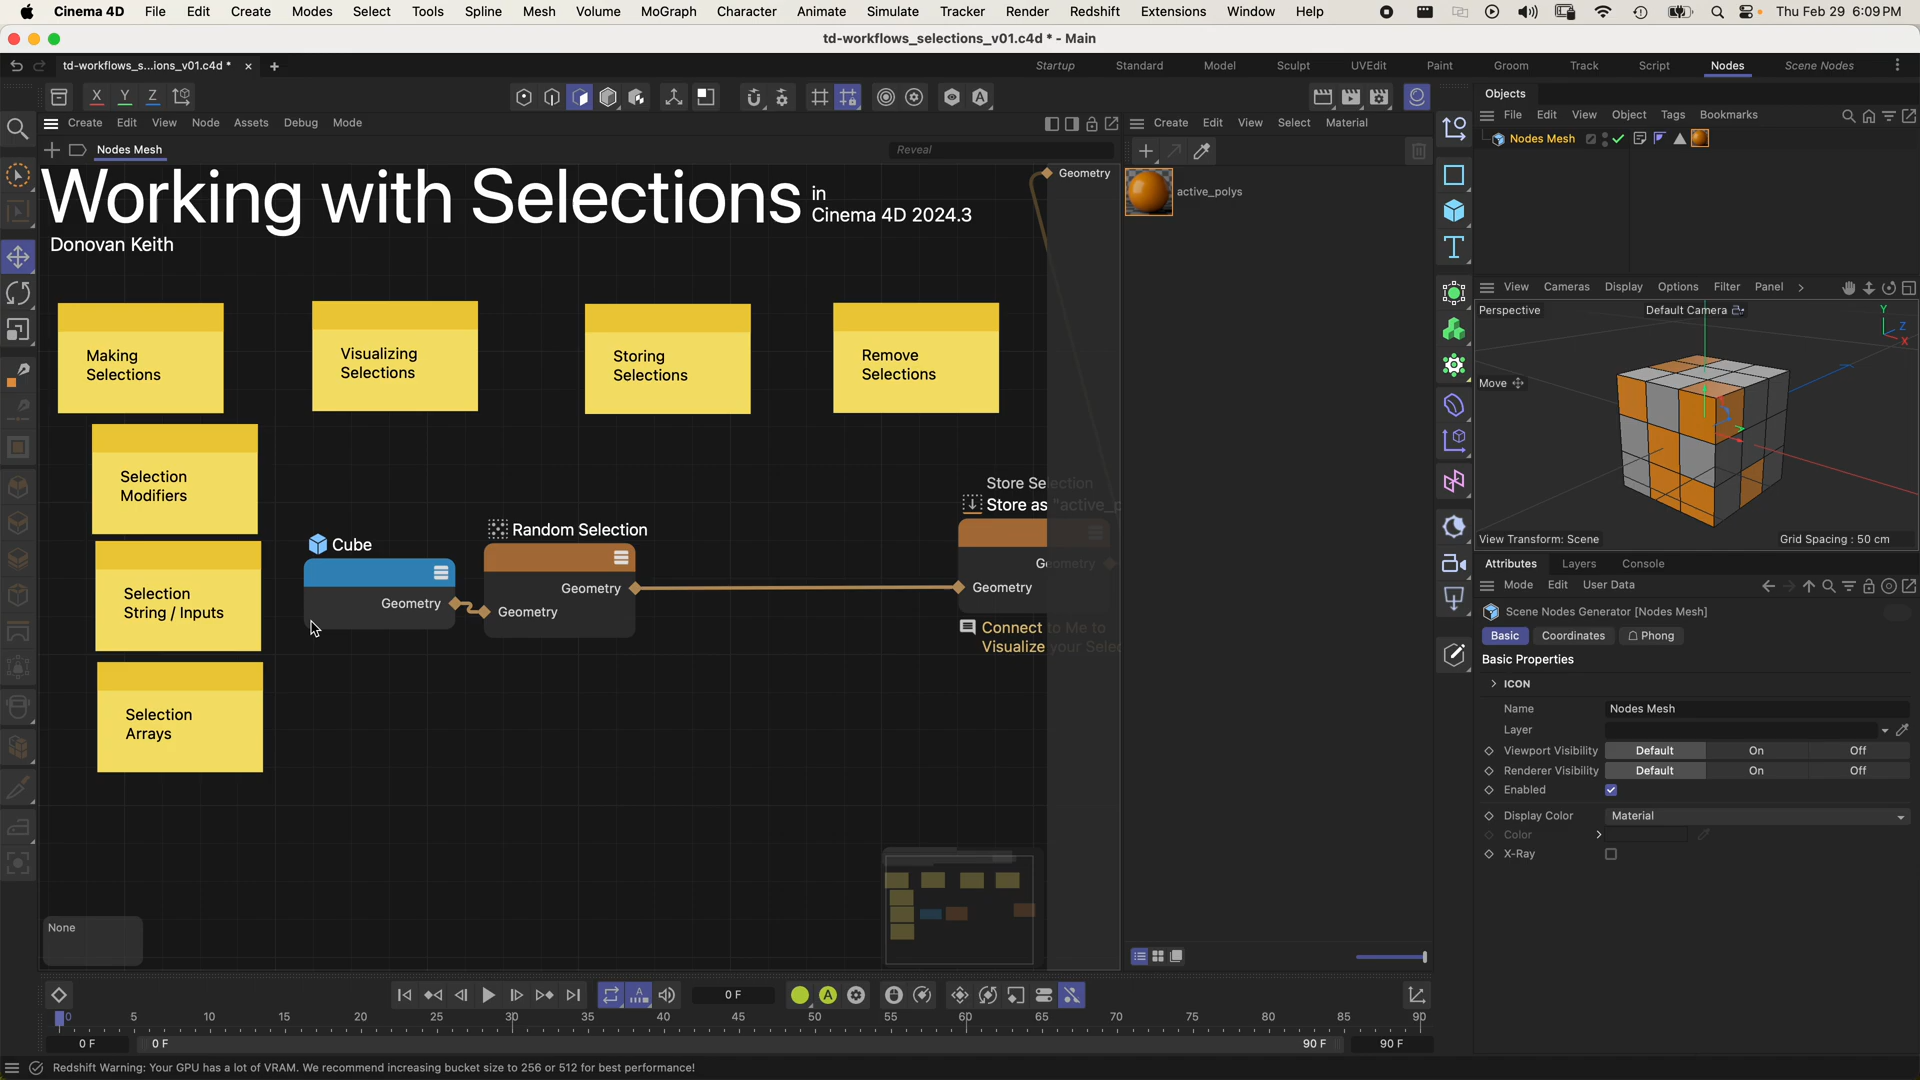 Cinema 4D File Edit Create Modes Select Tools Spline Mesh Volume MoGraph Character Animate Simulate Tracker Render Redshift Extensions Window Help Thu Feb 29 6:09 PM
td-workflows_selections_v01.c4d * - Main
td-workflows_s...ions_v01.c4d * Startup Standard Model Sculpt UVEdit Paint Groom Track Script Nodes Scene Nodes
X Y Z
Objects
File Edit View Object Tags Bookmarks
Nodes Mesh
Create Edit View Node Assets Debug Mode
Nodes Mesh Reveal
Create Edit View Select Material
active_polys
Working with Selections in
Cinema 4D 2024.3
Donovan Keith
Geometry
Making
Selections
Visualizing
Selections
Storing
Selections
Remove
Selections
Selection
Modifiers
Selection
String / Inputs
Selection
Arrays
Cube
Geometry
Random Selection
Geometry
Geometry
Store Selection
Store as "active_p
Geometry
Geometry
Connect to Me to
Visualize your Selec
None
View Cameras Display Options Filter Panel
Perspective Default Camera
Y
Z
X
Move
View Transform: Scene Grid Spacing : 50 cm
Attributes Layers Console
Mode Edit User Data
Scene Nodes Generator [Nodes Mesh]
Basic Coordinates Phong
Basic Properties
ICON
Name Nodes Mesh
Layer
Viewport Visibility Default On Off
Renderer Visibility Default On Off
Enabled
Display Color Material
Color
X-Ray
0 F
0 5 10 15 20 25 30 35 40 45 50 55 60 65 70 75 80 85 90
0 F 0 F 90 F 90 F
Redshift Warning: Your GPU has a lot of VRAM. We recommend increasing bucket size to 256 or 512 for best performance!